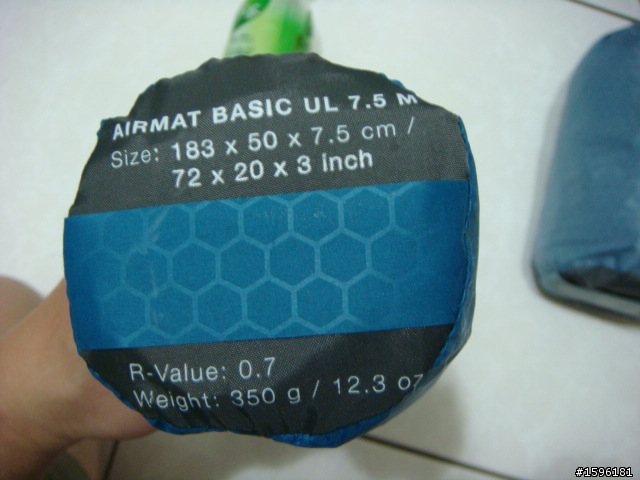 AIRMAT BASIC UL 7.5 M
Size: 183 x 50 x 7.5 cm /
72 x 20 x 3 inch
R-Value: 0.7
Weight: 350 g / 12.3 oz
#1596181